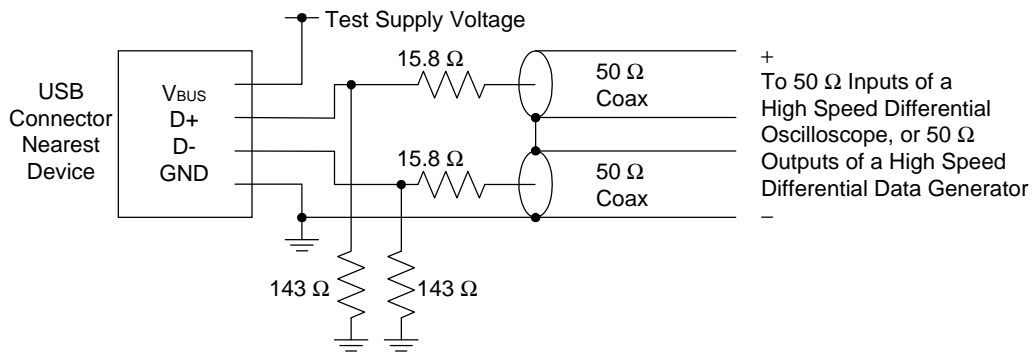 Test Supply Voltage
USB
Connector
Nearest
Device
VBUS
D+
D-
GND
15.8 Ω
15.8 Ω
50 Ω
Coax
50 Ω
Coax
143 Ω
143 Ω
+
To 50 Ω Inputs of a
High Speed Differential
Oscilloscope, or 50 Ω
Outputs of a High Speed
Differential Data Generator
−